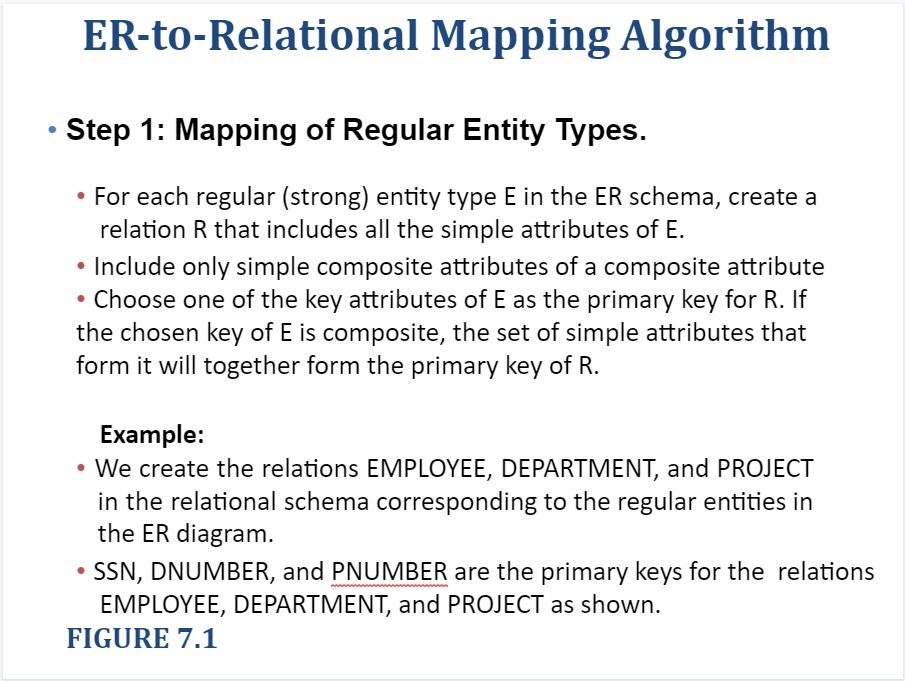 ER-to-Relational Mapping Algorithm
• Step 1: Mapping of Regular Entity Types.
• For each regular (strong) entity type E in the ER schema, create a
relation R that includes all the simple attributes of E.
• Include only simple composite attributes of a composite attribute
• Choose one of the key attributes of E as the primary key for R. If
the chosen key of E is composite, the set of simple attributes that
form it will together form the primary key of R.
Example:
• We create the relations EMPLOYEE, DEPARTMENT, and PROJECT
in the relational schema corresponding to the regular entities in
the ER diagram.
• SSN, DNUMBER, and PNUMBER are the primary keys for the  relations
EMPLOYEE, DEPARTMENT, and PROJECT as shown.
FIGURE 7.1